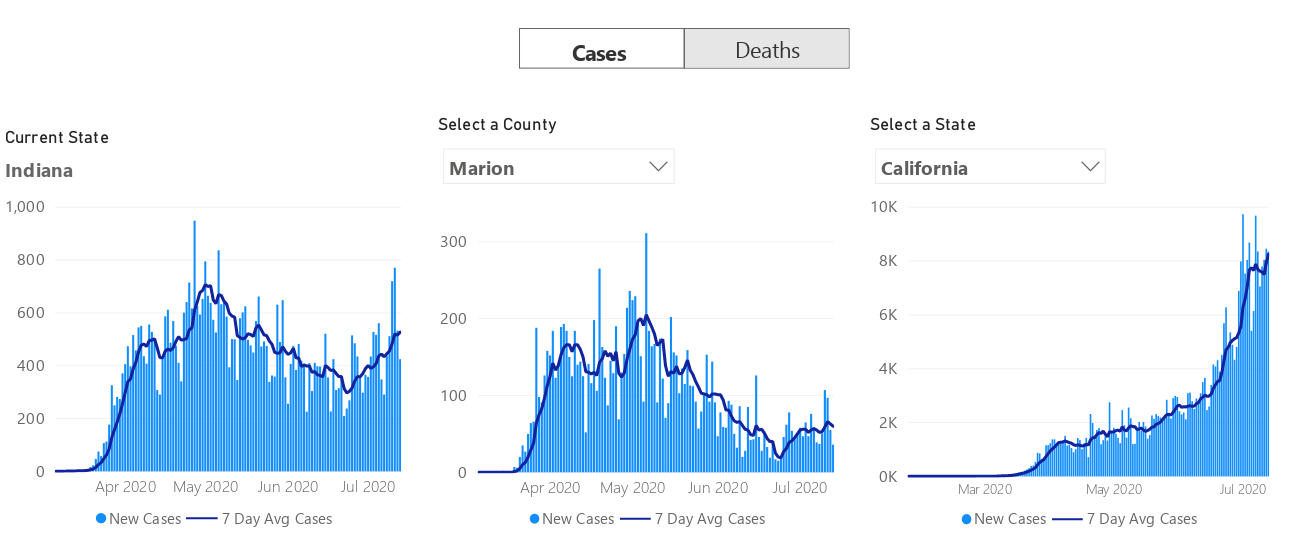 Cases Deaths
Current State
Indiana
1,000
800
600
400
200
0
Apr 2020 May 2020 Jun 2020 Jul 2020
New Cases 7 Day Avg Cases
Select a County
Marion
300
200
100
0
Apr 2020 May 2020 Jun 2020 Jul 2020
New Cases 7 Day Avg Cases
Select a State
California
10K
8K
6K
4K
2K
0K
Mar 2020 May 2020 Jul 2020
New Cases 7 Day Avg Cases